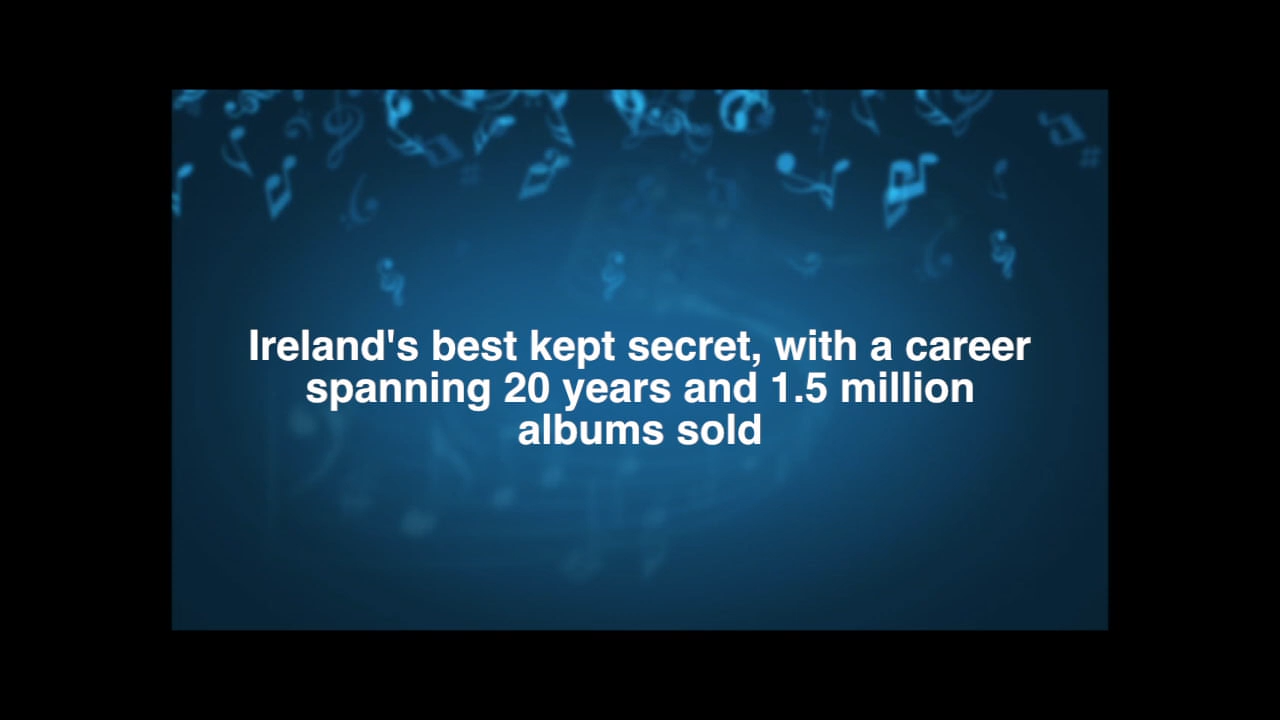 Ireland's best kept secret, with a career
spanning 20 years and 1.5 million
albums sold